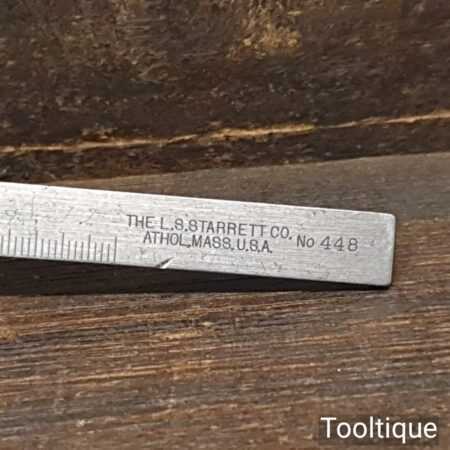 THE L.S.STARRETT CO.
ATHOL,MASS.U.S.A.
No 448
Tooltique